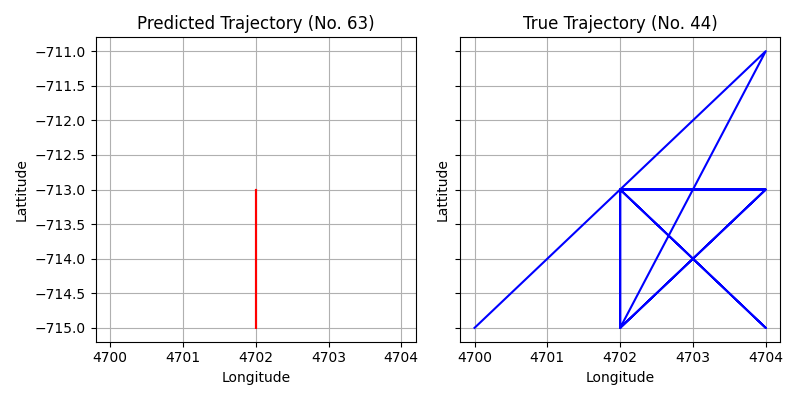 Predicted Trajectory (No. 63)
True Trajectory (No. 44)
−711.0
−711.5
−712.0
−712.5
−713.0
−713.5
−714.0
−714.5
−715.0
Lattitude
Lattitude
4700 4701 4702 4703 4704
4700 4701 4702 4703 4704
Longitude
Longitude